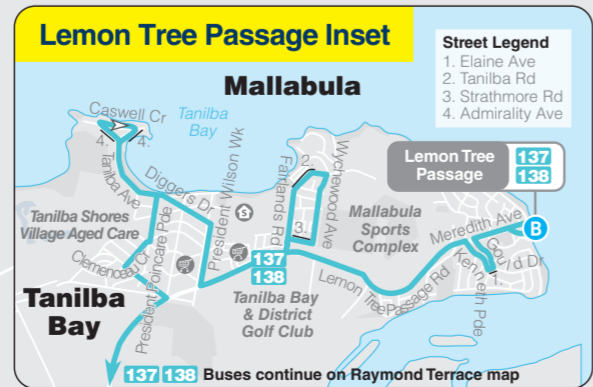 Lemon Tree Passage Inset
Street Legend
1. Elaine Ave
2. Tanilba Rd
3. Strathmore Rd
4. Admirality Ave
Mallabula
Caswell Cr
Tanilba
Bay
4.
4.
Tanilba Ave
Diggers Dr
President Wilson Wk
Fairlands Rd
2.
Wychewood Ave
3.
Lemon Tree
Passage
137
138
Tanilba Shores
Village Aged Care
Mallabula
Sports
Complex
Meredith Ave
B
Gould Dr
1.
Kenneth Pde
Clemenceau Cr
President Poincare Pde
137
138
Lemon Tree Passage Rd
Tanilba
Bay
Tanilba Bay
& District
Golf Club
$
137 138 Buses continue on Raymond Terrace map